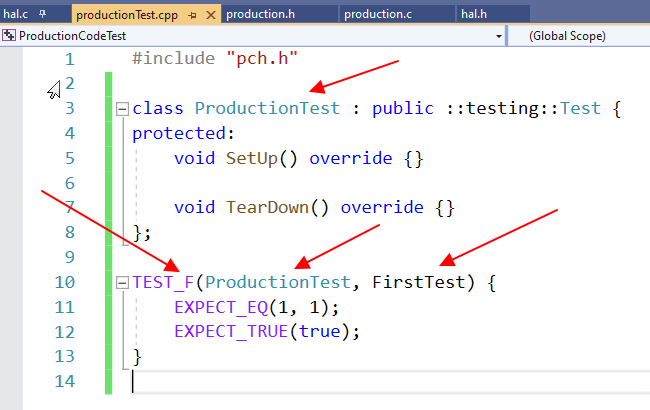 hal.c productionTest.cpp production.h production.c hal.h
ProductionCodeTest (Global Scope)
1 #include "pch.h"
2
3 class ProductionTest : public ::testing::Test {
4 protected:
5 void SetUp() override {}
6
7 void TearDown() override {}
8 };
9
10 TEST_F(ProductionTest, FirstTest) {
11 EXPECT_EQ(1, 1);
12 EXPECT_TRUE(true);
13 }
14